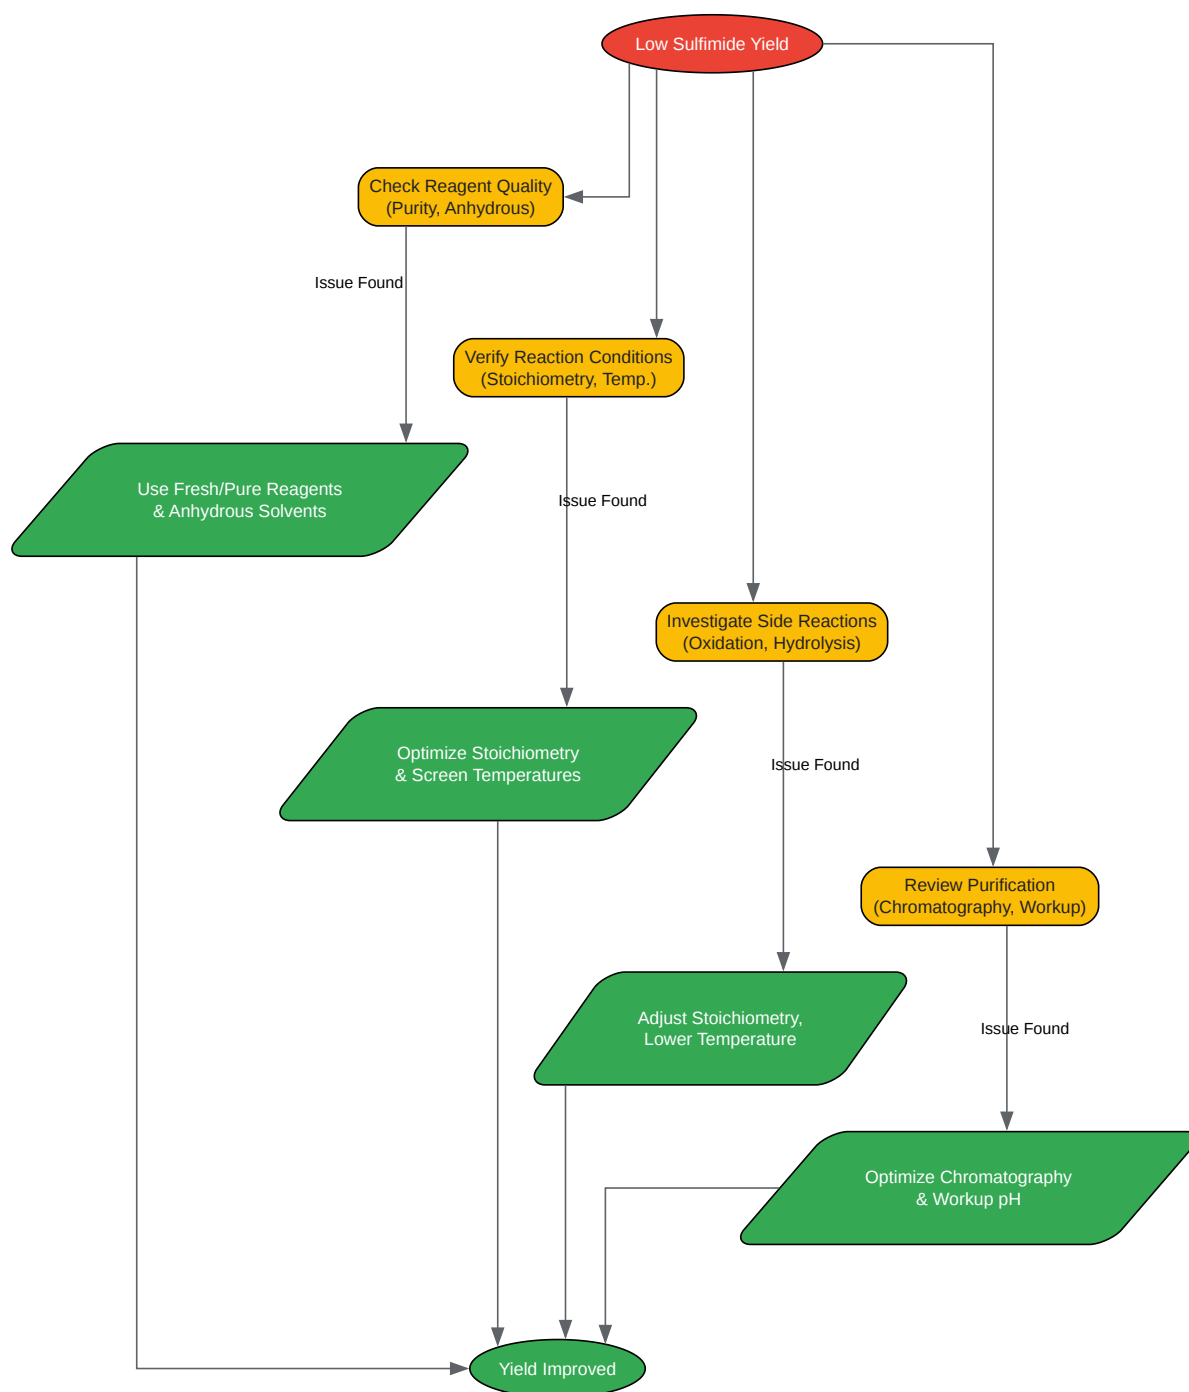 Low Sulfimide Yield
Check Reagent Quality
(Purity, Anhydrous)
Issue Found
Verify Reaction Conditions
(Stoichiometry, Temp.)
Use Fresh/Pure Reagents
& Anhydrous Solvents
Issue Found
Investigate Side Reactions
(Oxidation, Hydrolysis)
Optimize Stoichiometry
& Screen Temperatures
Issue Found
Review Purification
(Chromatography, Workup)
Adjust Stoichiometry,
Lower Temperature
Issue Found
Optimize Chromatography
& Workup pH
Yield Improved